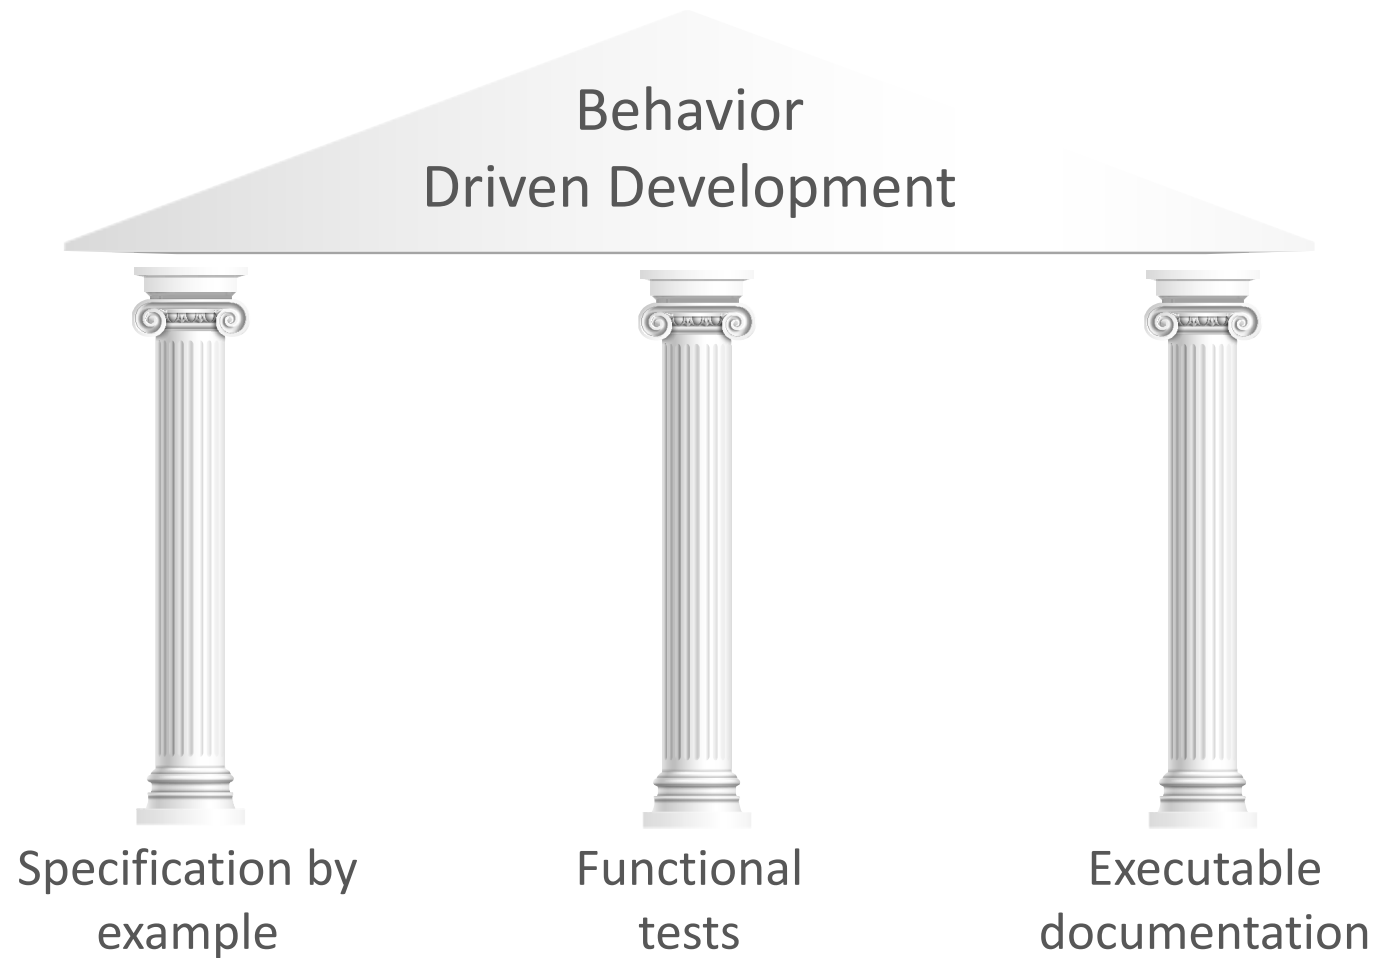 Behavior
Driven Development
Specification by
example
Functional
tests
Executable
documentation